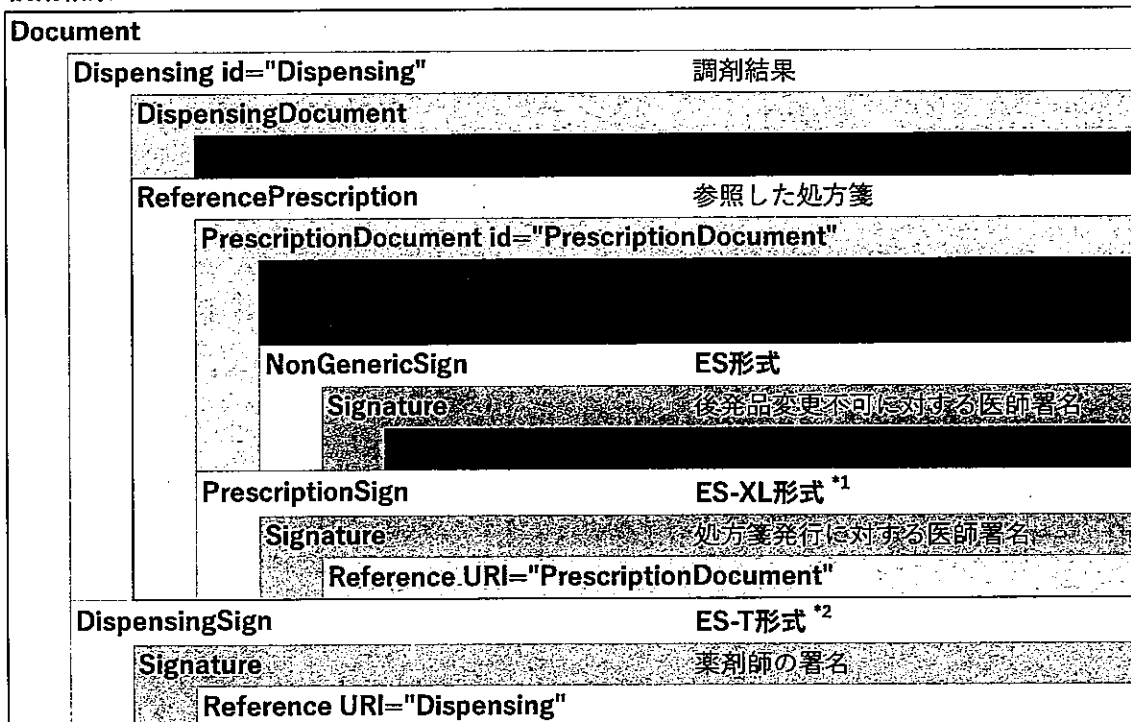 Document
Dispensing id="Dispensing" 調剤結果
DispensingDocument
ReferencePrescription 参照した処方箋
PrescriptionDocument id="PrescriptionDocument"
NonGenericSign ES形式
Signature 後発品変更不可に対する医師署名
PrescriptionSign ES-XL形式 *1
Signature 処方箋発行に対する医師署名
Reference URI="PrescriptionDocument"
DispensingSign ES-T形式 *2
Signature 薬剤師の署名
Reference URI="Dispensing"